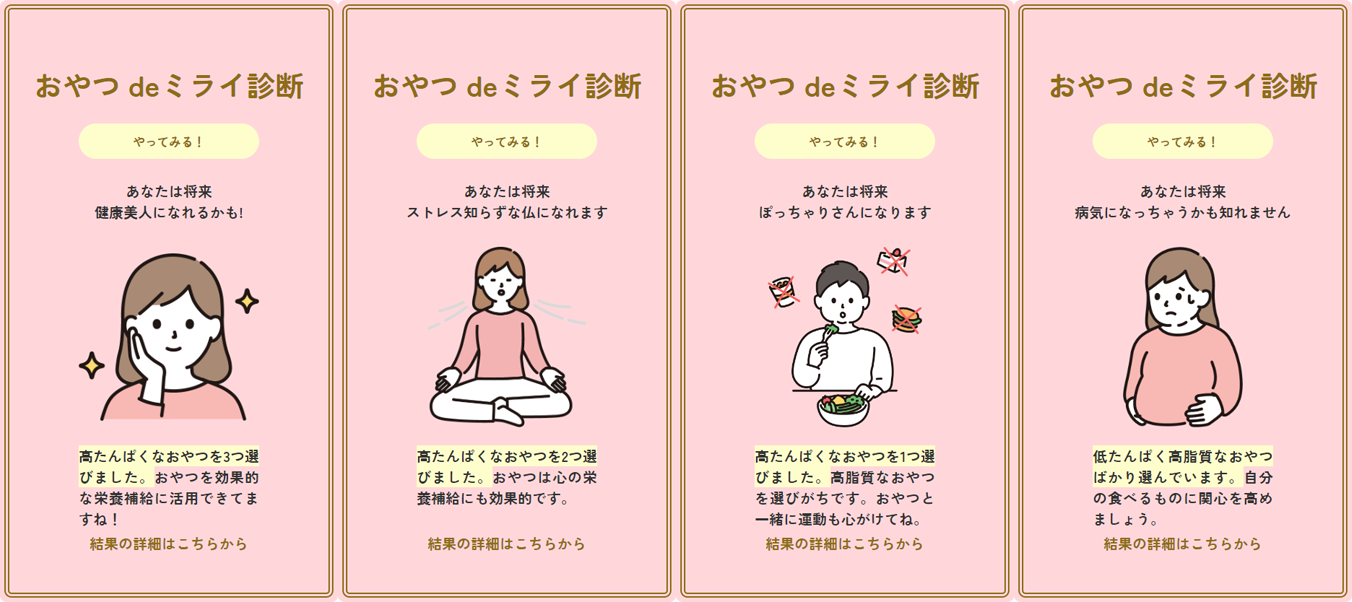 おやつ deミライ診断
やってみる！
あなたは将来
健康美人になれるかも!
高たんぱくなおやつを3つ選
びました。おやつを効果的
な栄養補給に活用できてま
すね！
結果の詳細はこちらから
おやつ deミライ診断
やってみる！
あなたは将来
ストレス知らずな仏になれます
高たんぱくなおやつを2つ選
びました。おやつは心の栄
養補給にも効果的です。
結果の詳細はこちらから
おやつ deミライ診断
やってみる！
あなたは将来
ぽっちゃりさんになります
高たんぱくなおやつを1つ選
びました。高脂質なおやつ
を選びがちです。おやつと
一緒に運動も心がけてね。
結果の詳細はこちらから
おやつ deミライ診断
やってみる！
あなたは将来
病気になっちゃうかも知れません
低たんぱく高脂質なおやつ
ばかり選んでいます。自分
の食べるものに関心を高め
ましょう。
結果の詳細はこちらから